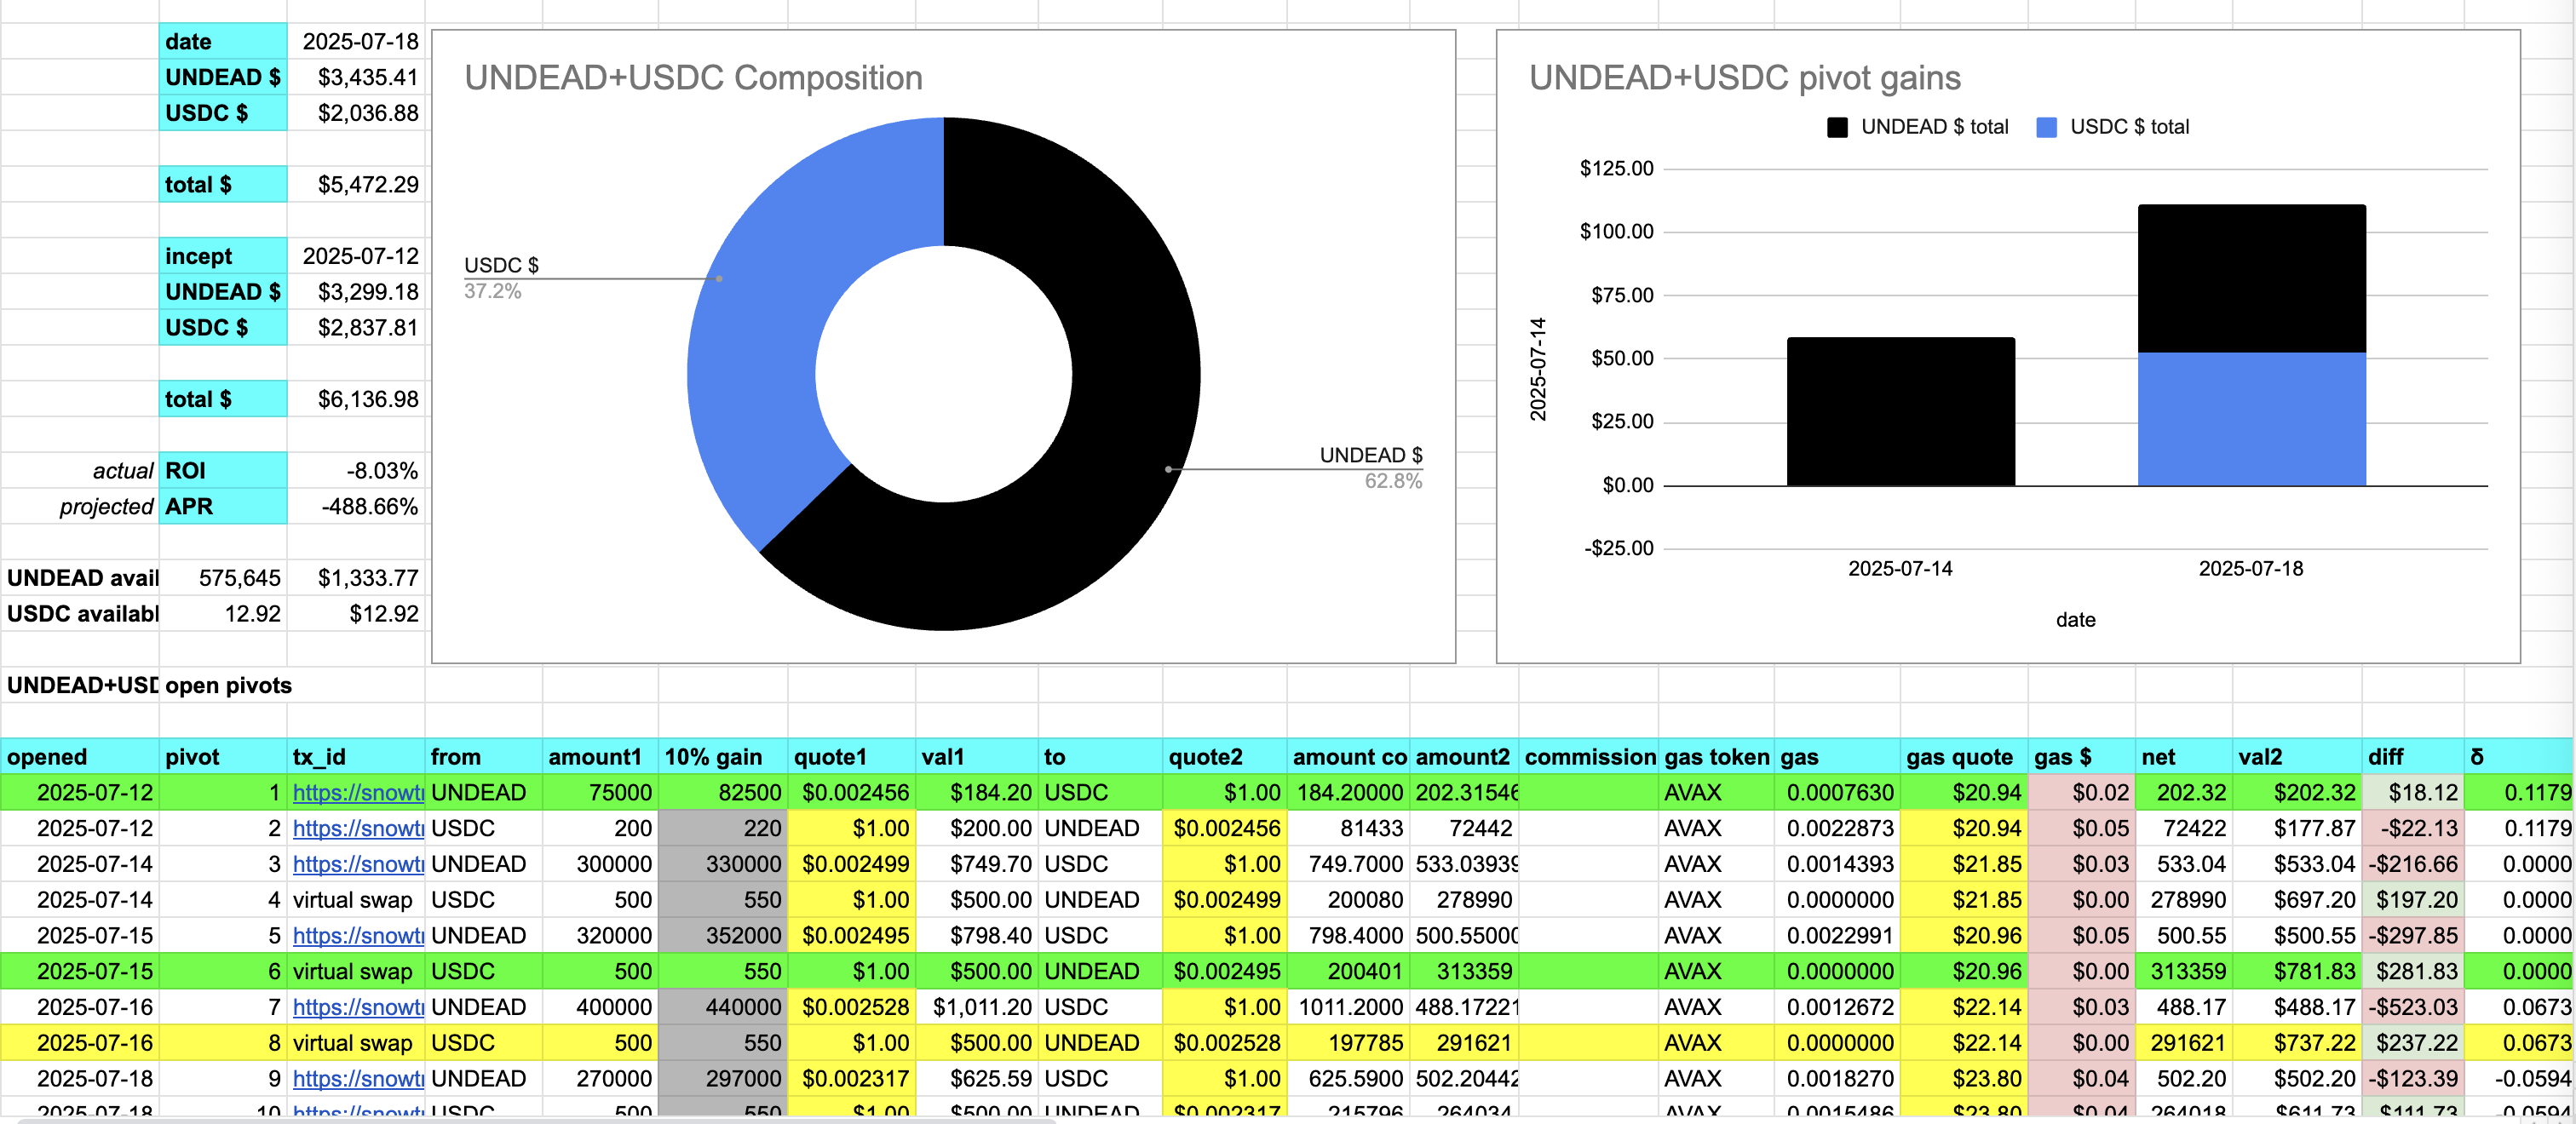 date 2025-07-18
UNDEAD $ $3,435.41
USDC $ $2,036.88
total $ $5,472.29
incept 2025-07-12
UNDEAD $ $3,299.18
USDC $ $2,837.81
total $ $6,136.98
actual ROI -8.03%
projected APR -488.66%
UNDEAD avail 575,645 $1,333.77
USDC availabl 12.92 $12.92
UNDEAD+USDC Composition
USDC $
37.2%
UNDEAD $
62.8%
UNDEAD+USDC pivot gains
UNDEAD $ total USDC $ total
$125.00
$100.00
$75.00
$50.00
$25.00
$0.00
-$25.00
2025-07-14
2025-07-14 2025-07-18
date
UNDEAD+USD open pivots
opened pivot tx_id from amount1 10% gain quote1 val1 to quote2 amount co amount2 commission gas token gas gas quote gas $ net val2 diff δ
2025-07-12 1 https://snowtr UNDEAD 75000 82500 $0.002456 $184.20 USDC $1.00 184.20000 202.31546 AVAX 0.0007630 $20.94 $0.02 202.32 $202.32 $18.12 0.1179
2025-07-12 2 https://snowtr USDC 200 220 $1.00 $200.00 UNDEAD $0.002456 81433 72442 AVAX 0.0022873 $20.94 $0.05 72422 $177.87 -$22.13 0.1179
2025-07-14 3 https://snowtr UNDEAD 300000 330000 $0.002499 $749.70 USDC $1.00 749.7000 533.03939 AVAX 0.0014393 $21.85 $0.03 533.04 $533.04 -$216.66 0.0000
2025-07-14 4 virtual swap USDC 500 550 $1.00 $500.00 UNDEAD $0.002499 200080 278990 AVAX 0.0000000 $21.85 $0.00 278990 $697.20 $197.20 0.0000
2025-07-15 5 https://snowtr UNDEAD 320000 352000 $0.002495 $798.40 USDC $1.00 798.4000 500.55000 AVAX 0.0022991 $20.96 $0.05 500.55 $500.55 -$297.85 0.0000
2025-07-15 6 virtual swap USDC 500 550 $1.00 $500.00 UNDEAD $0.002495 200401 313359 AVAX 0.0000000 $20.96 $0.00 313359 $781.83 $281.83 0.0000
2025-07-16 7 https://snowtr UNDEAD 400000 440000 $0.002528 $1,011.20 USDC $1.00 1011.2000 488.17221 AVAX 0.0012672 $22.14 $0.03 488.17 $488.17 -$523.03 0.0673
2025-07-16 8 virtual swap USDC 500 550 $1.00 $500.00 UNDEAD $0.002528 197785 291621 AVAX 0.0000000 $22.14 $0.00 291621 $737.22 $237.22 0.0673
2025-07-18 9 https://snowtr UNDEAD 270000 297000 $0.002317 $625.59 USDC $1.00 625.5900 502.20442 AVAX 0.0018270 $23.80 $0.04 502.20 $502.20 -$123.39 -0.0594
2025-07-18 10 https://snowtr USDC 500 550 $1.00 $500.00 UNDEAD $0.002317 215796 264034 AVAX 0.0015486 $23.80 $0.04 264018 $611.73 $111.73 -0.0594